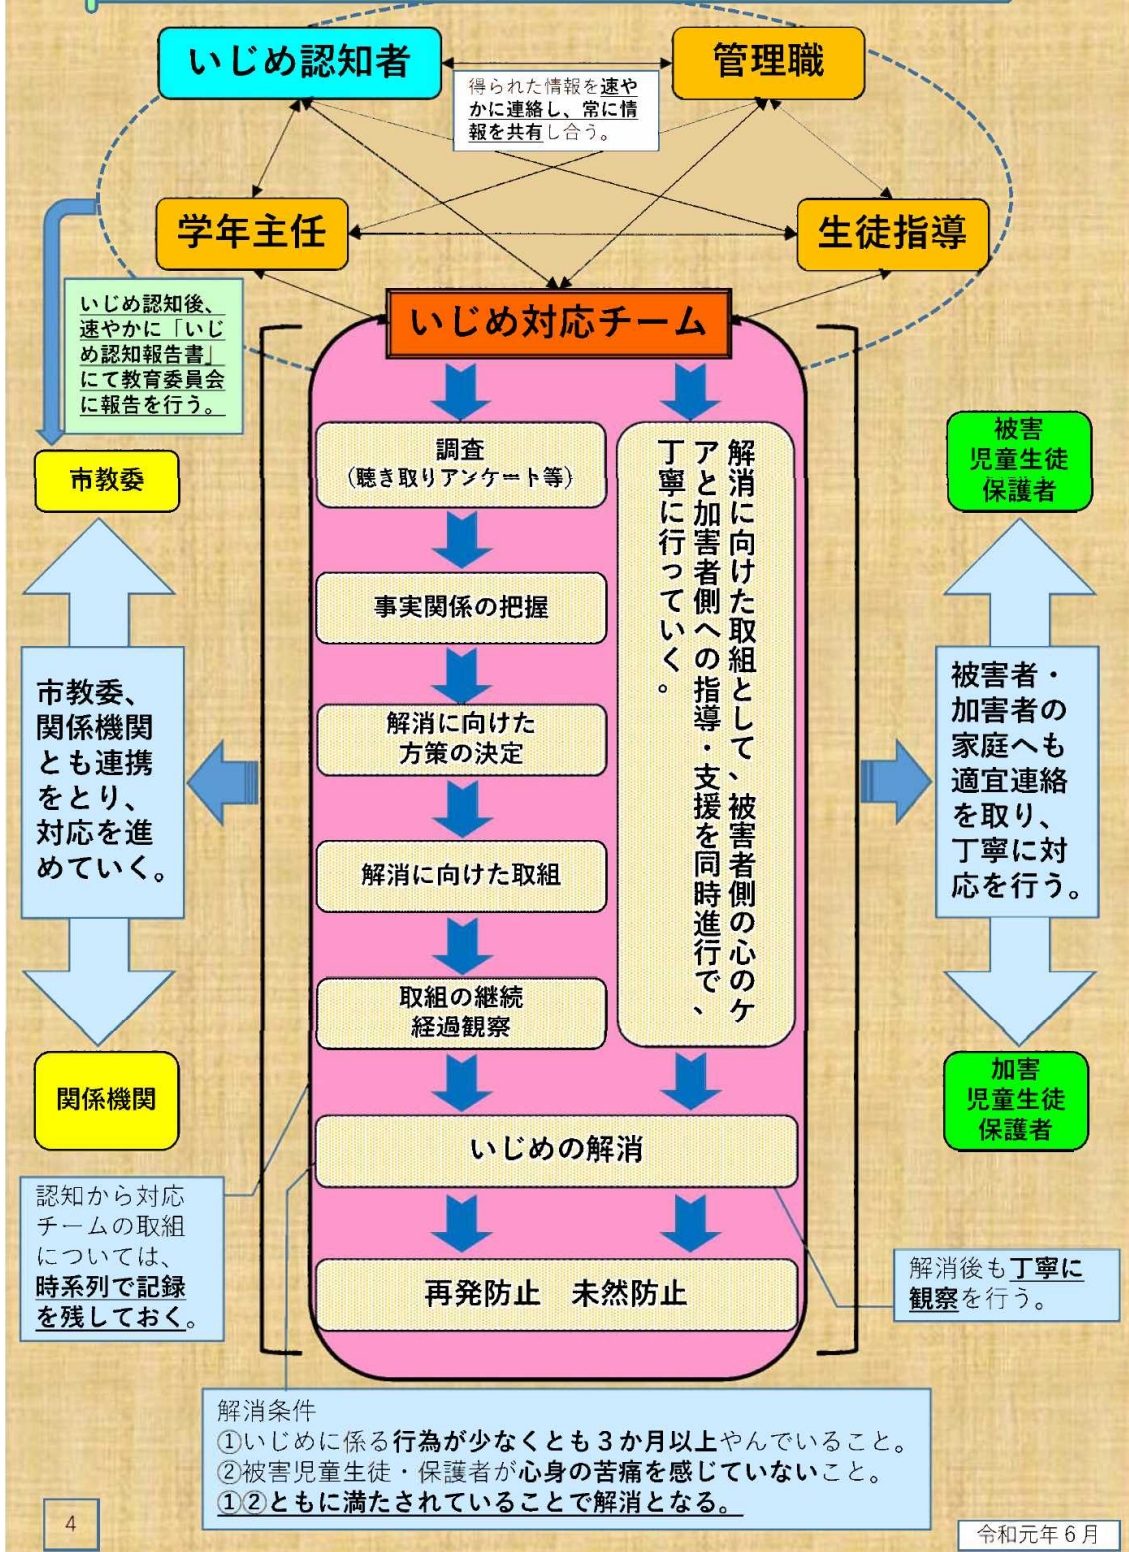 いじめ認知者
管理職
得られた情報を速や
かに連絡し、常に情
報を共有し合う。
学年主任
生徒指導
いじめ認知後、
速やかに「いじ
め認知報告書」
にて教育委員会
に報告を行う。
いじめ対応チーム
市教委
調査
(聴き取りアンケート等)
事実関係の把握
解消に向けた
方策の決定
解消に向けた取組
取組の継続
経過観察
解消に向けた取組として、被害者側の心のケ
アと加害者側への指導・支援を同時進行で、
丁寧に行っていく。
被害
児童生徒
保護者
市教委、
関係機関
とも連携
をとり、
対応を進
めていく。
被害者・
加害者の
家庭へも
適宜連絡
を取り、
丁寧に対
応を行う。
関係機関
加害
児童生徒
保護者
いじめの解消
再発防止　未然防止
認知から対応
チームの取組
については、
時系列で記録
を残しておく。
解消後も丁寧に
観察を行う。
解消条件
①いじめに係る行為が少なくとも３か月以上やんでいること。
②被害児童生徒・保護者が心身の苦痛を感じていないこと。
①②ともに満たされていることで解消となる。
4
令和元年６月